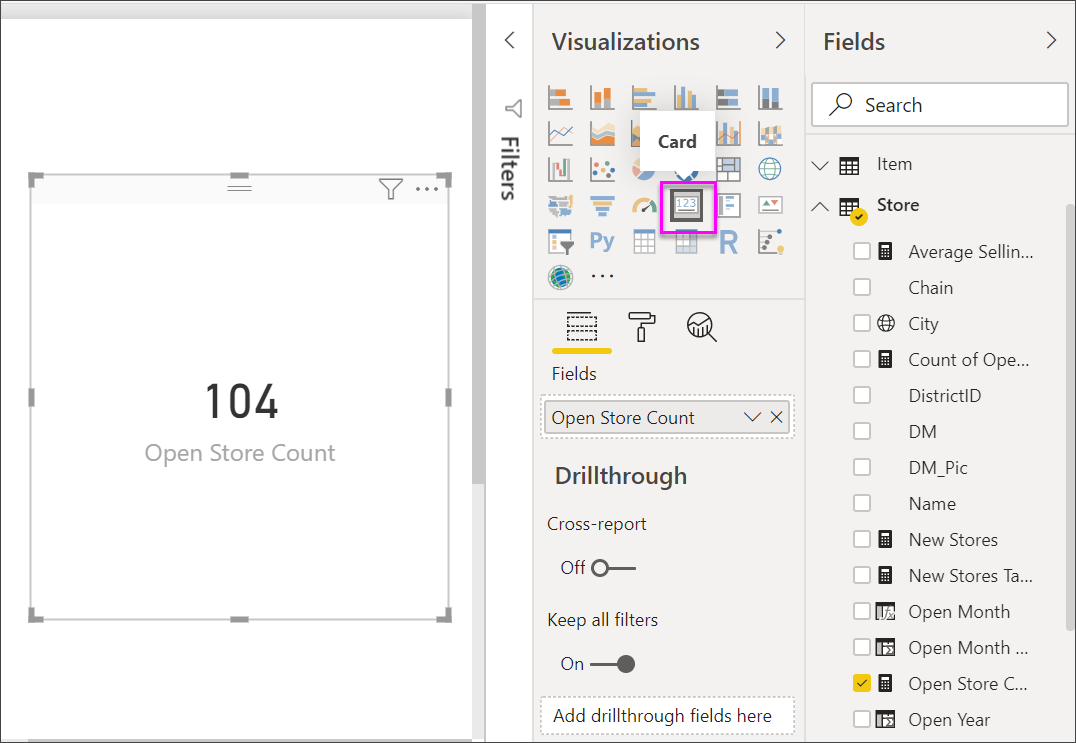 104
Open Store Count
Filters
Visualizations
Card
123
Py
R
Fields
Open Store Count
Drillthrough
Cross-report
Off
Keep all filters
On
Add drillthrough fields here
Fields
Search
Item
Store
Average Sellin...
Chain
City
Count of Ope...
DistrictID
DM
DM_Pic
Name
New Stores
New Stores Ta...
Open Month
Open Month ...
Open Store C...
Open Year